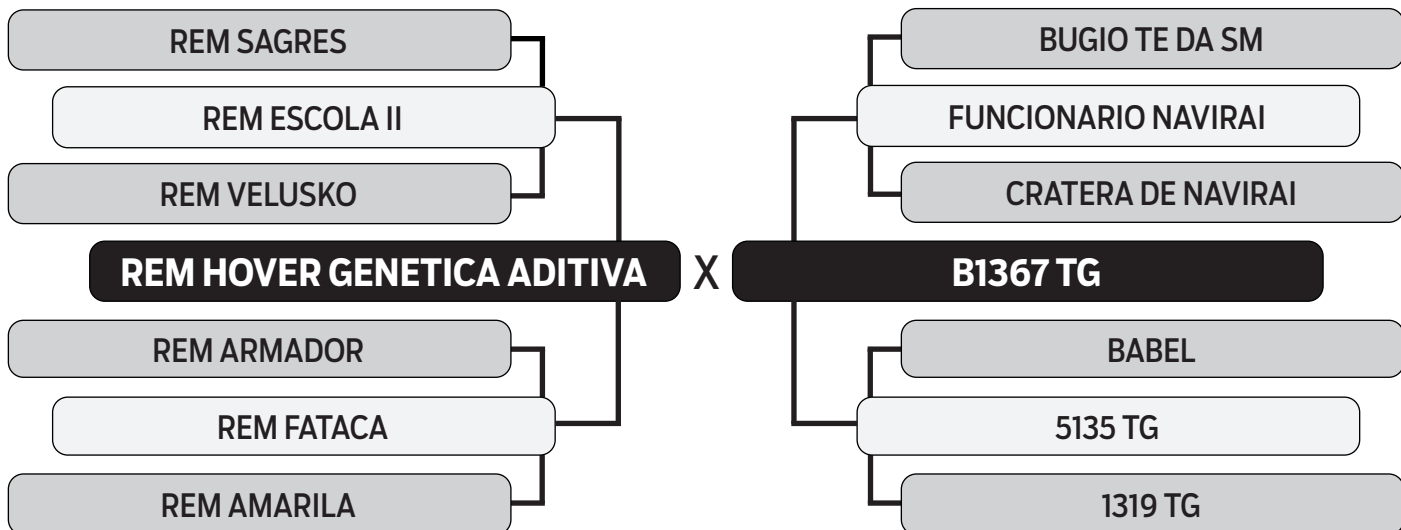 REM SAGRES
BUGIO TE DA SM
REM ESCOLA II
FUNCIONARIO NAVIRAI
REM VELUSKO
CRATERA DE NAVIRAI
REM HOVER GENETICA ADITIVA X B1367 TG
REM ARMADOR
BABEL
REM FATACA
5135 TG
REM AMARILA
1319 TG